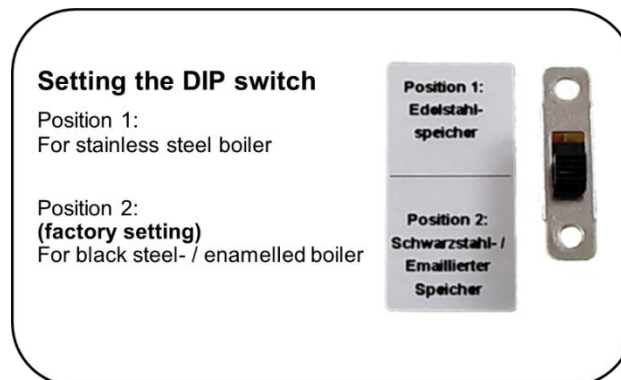 Setting the DIP switch
Position 1:
For stainless steel boiler
Position 2:
(factory setting)
For black steel- / enamelled boiler
Position 1:
Edelstahl-
speicher
Position 2:
Schwarzstahl- /
Emaillierter
Speicher